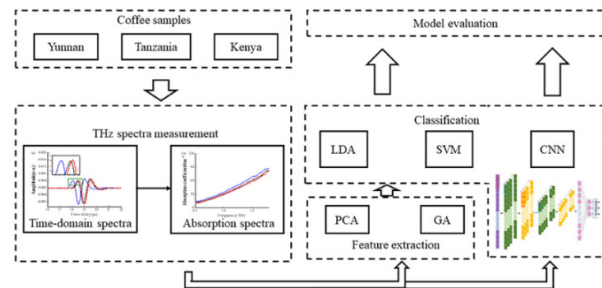 Coffee samples
Yunnan
Tanzania
Kenya
THz spectra measurement
Time-domain spectra
Absorption spectra
Model evaluation
Classification
LDA
SVM
CNN
PCA
GA
Feature extraction